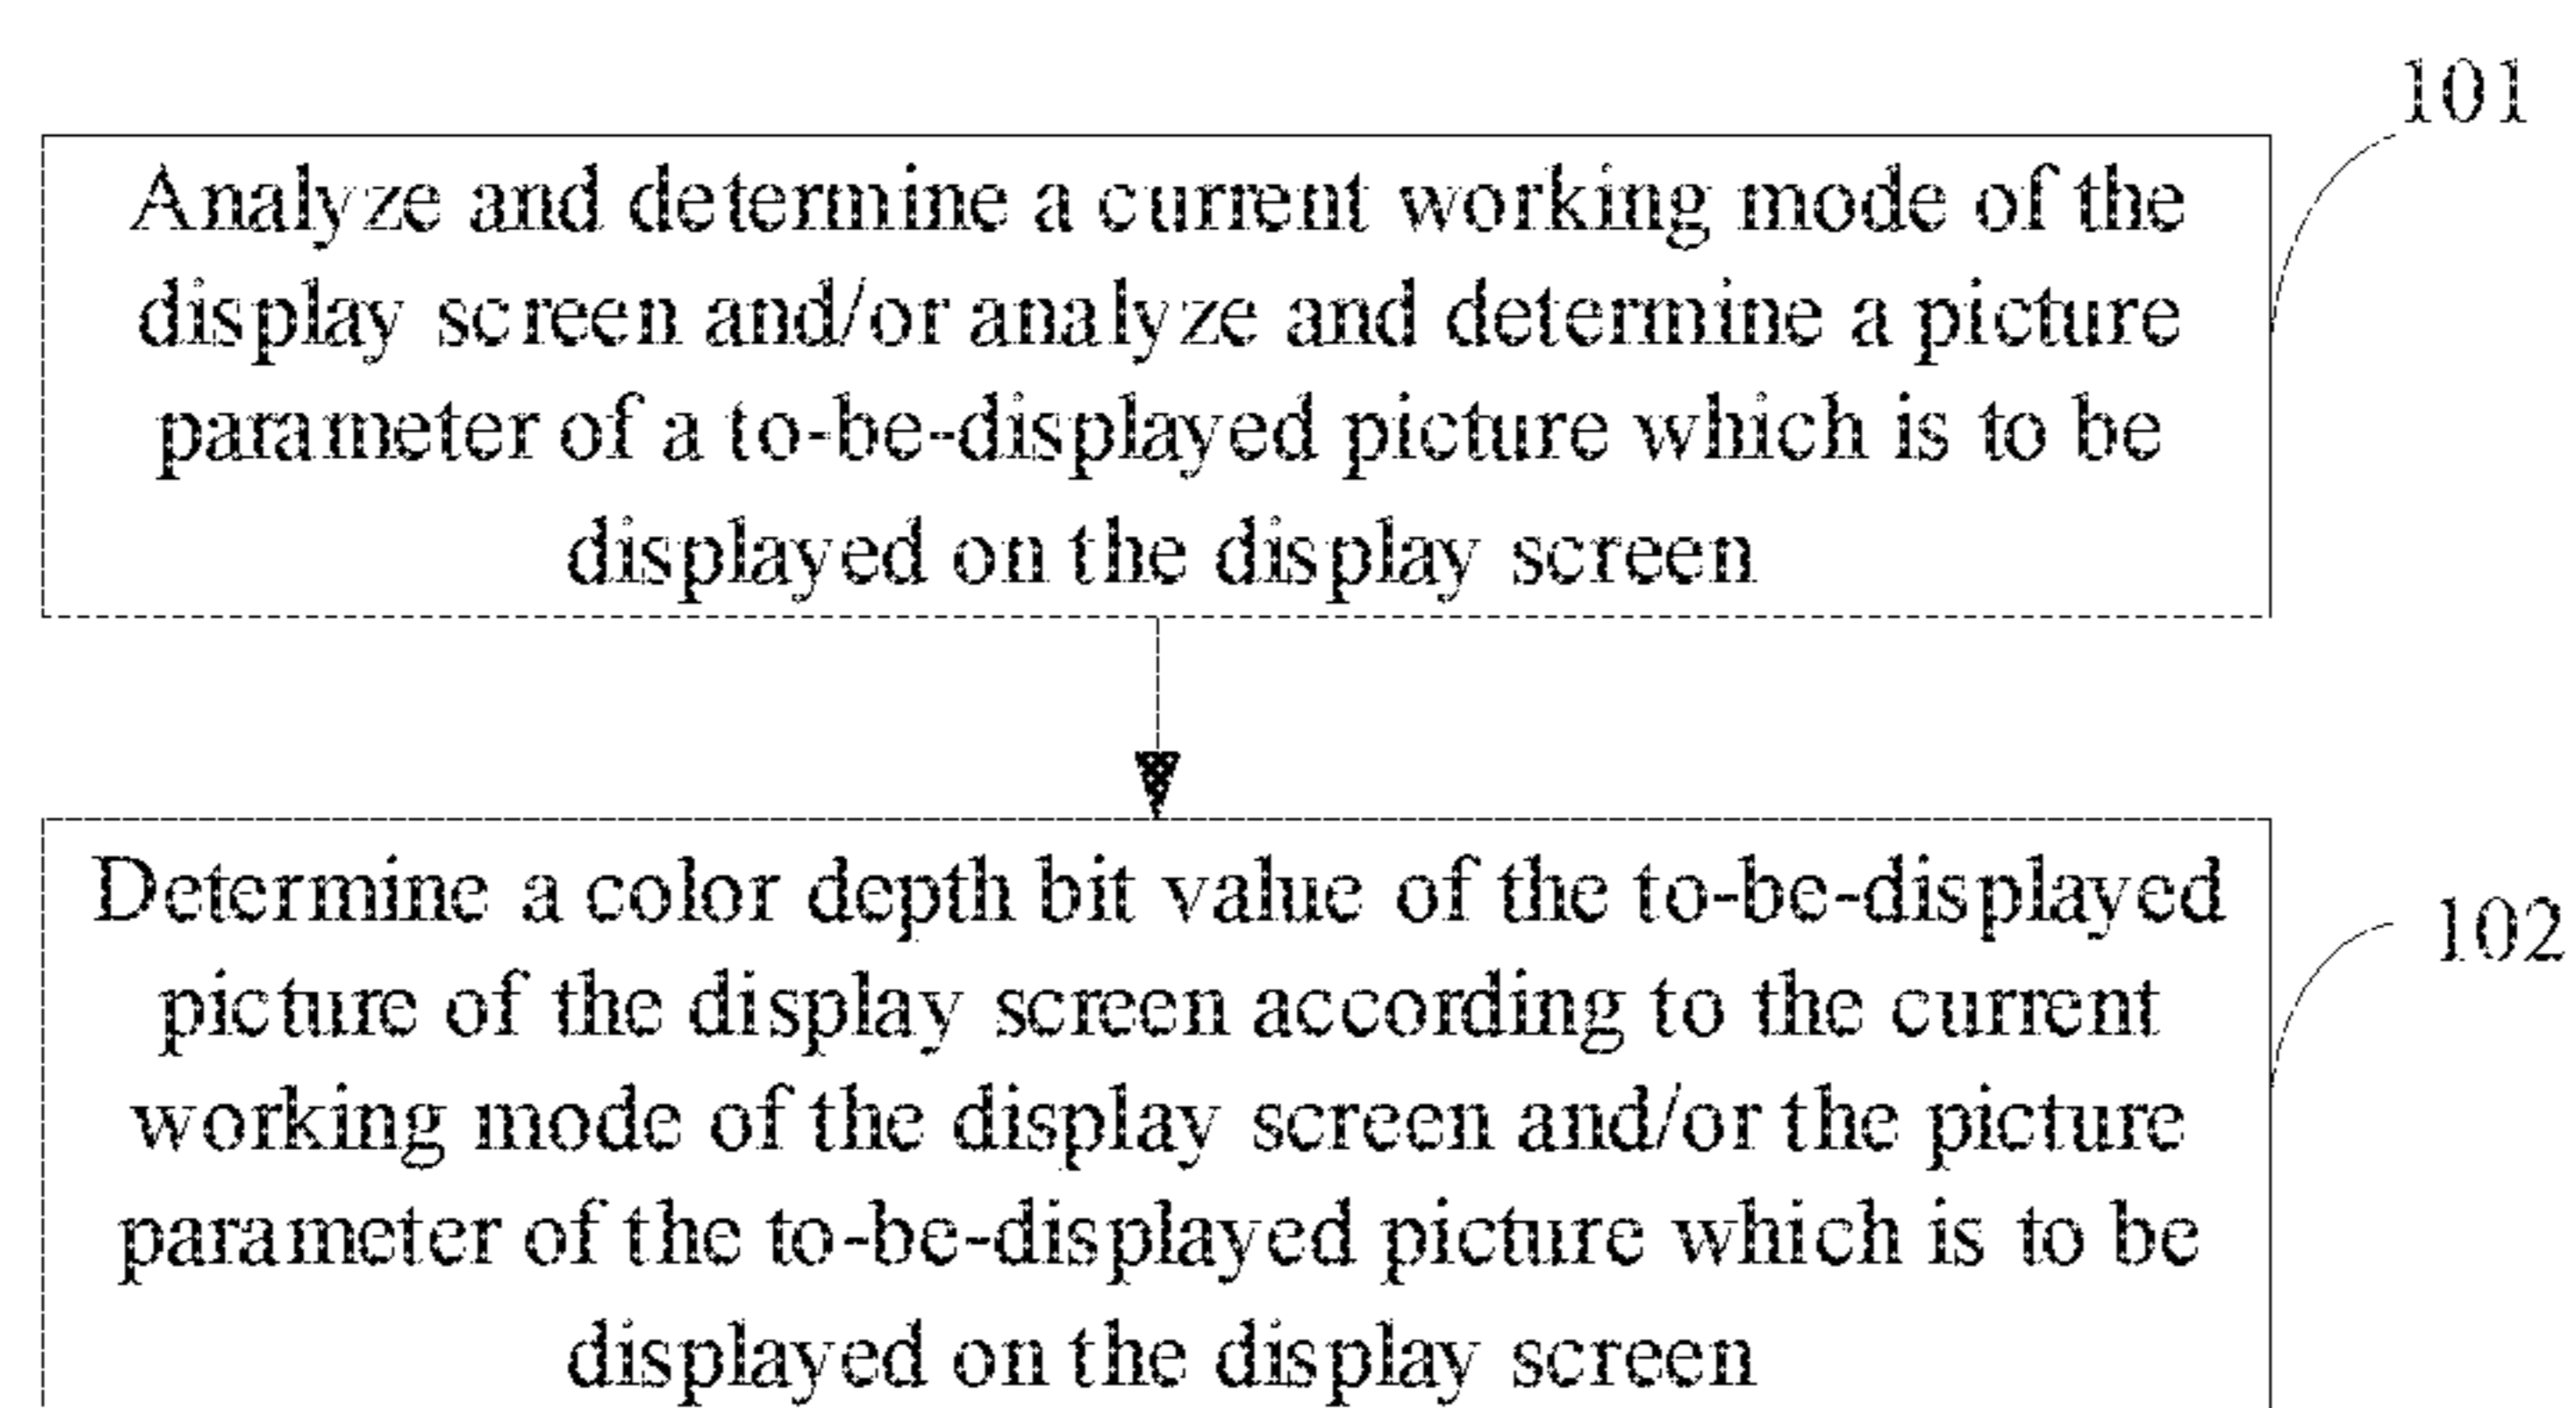 101
Analyze and determine a current working mode of the
display screen and/or analyze and determine a picture
parameter of a to-be-displayed picture which is to be
displayed on the display screen
Determine a color depth bit value of the to-be-displayed
102
picture of the display screen according to the current
working mode of the display screen and/or the picture
parameter of the to-be-displayed picture which is to be
displayed on the display screen